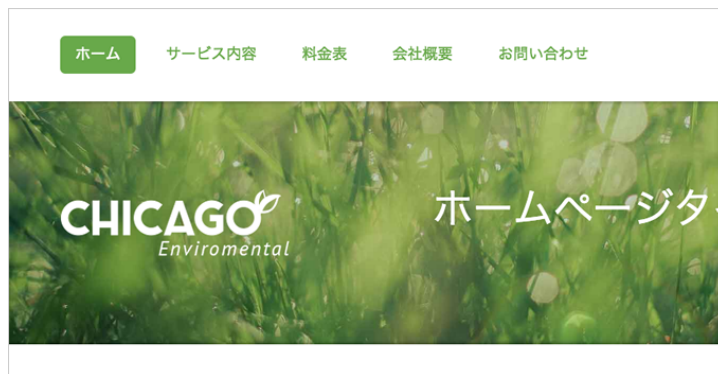 ホーム サービス内容 料金表 会社概要 お問い合わせ
CHICAGO
Enviromental
ホームページタ